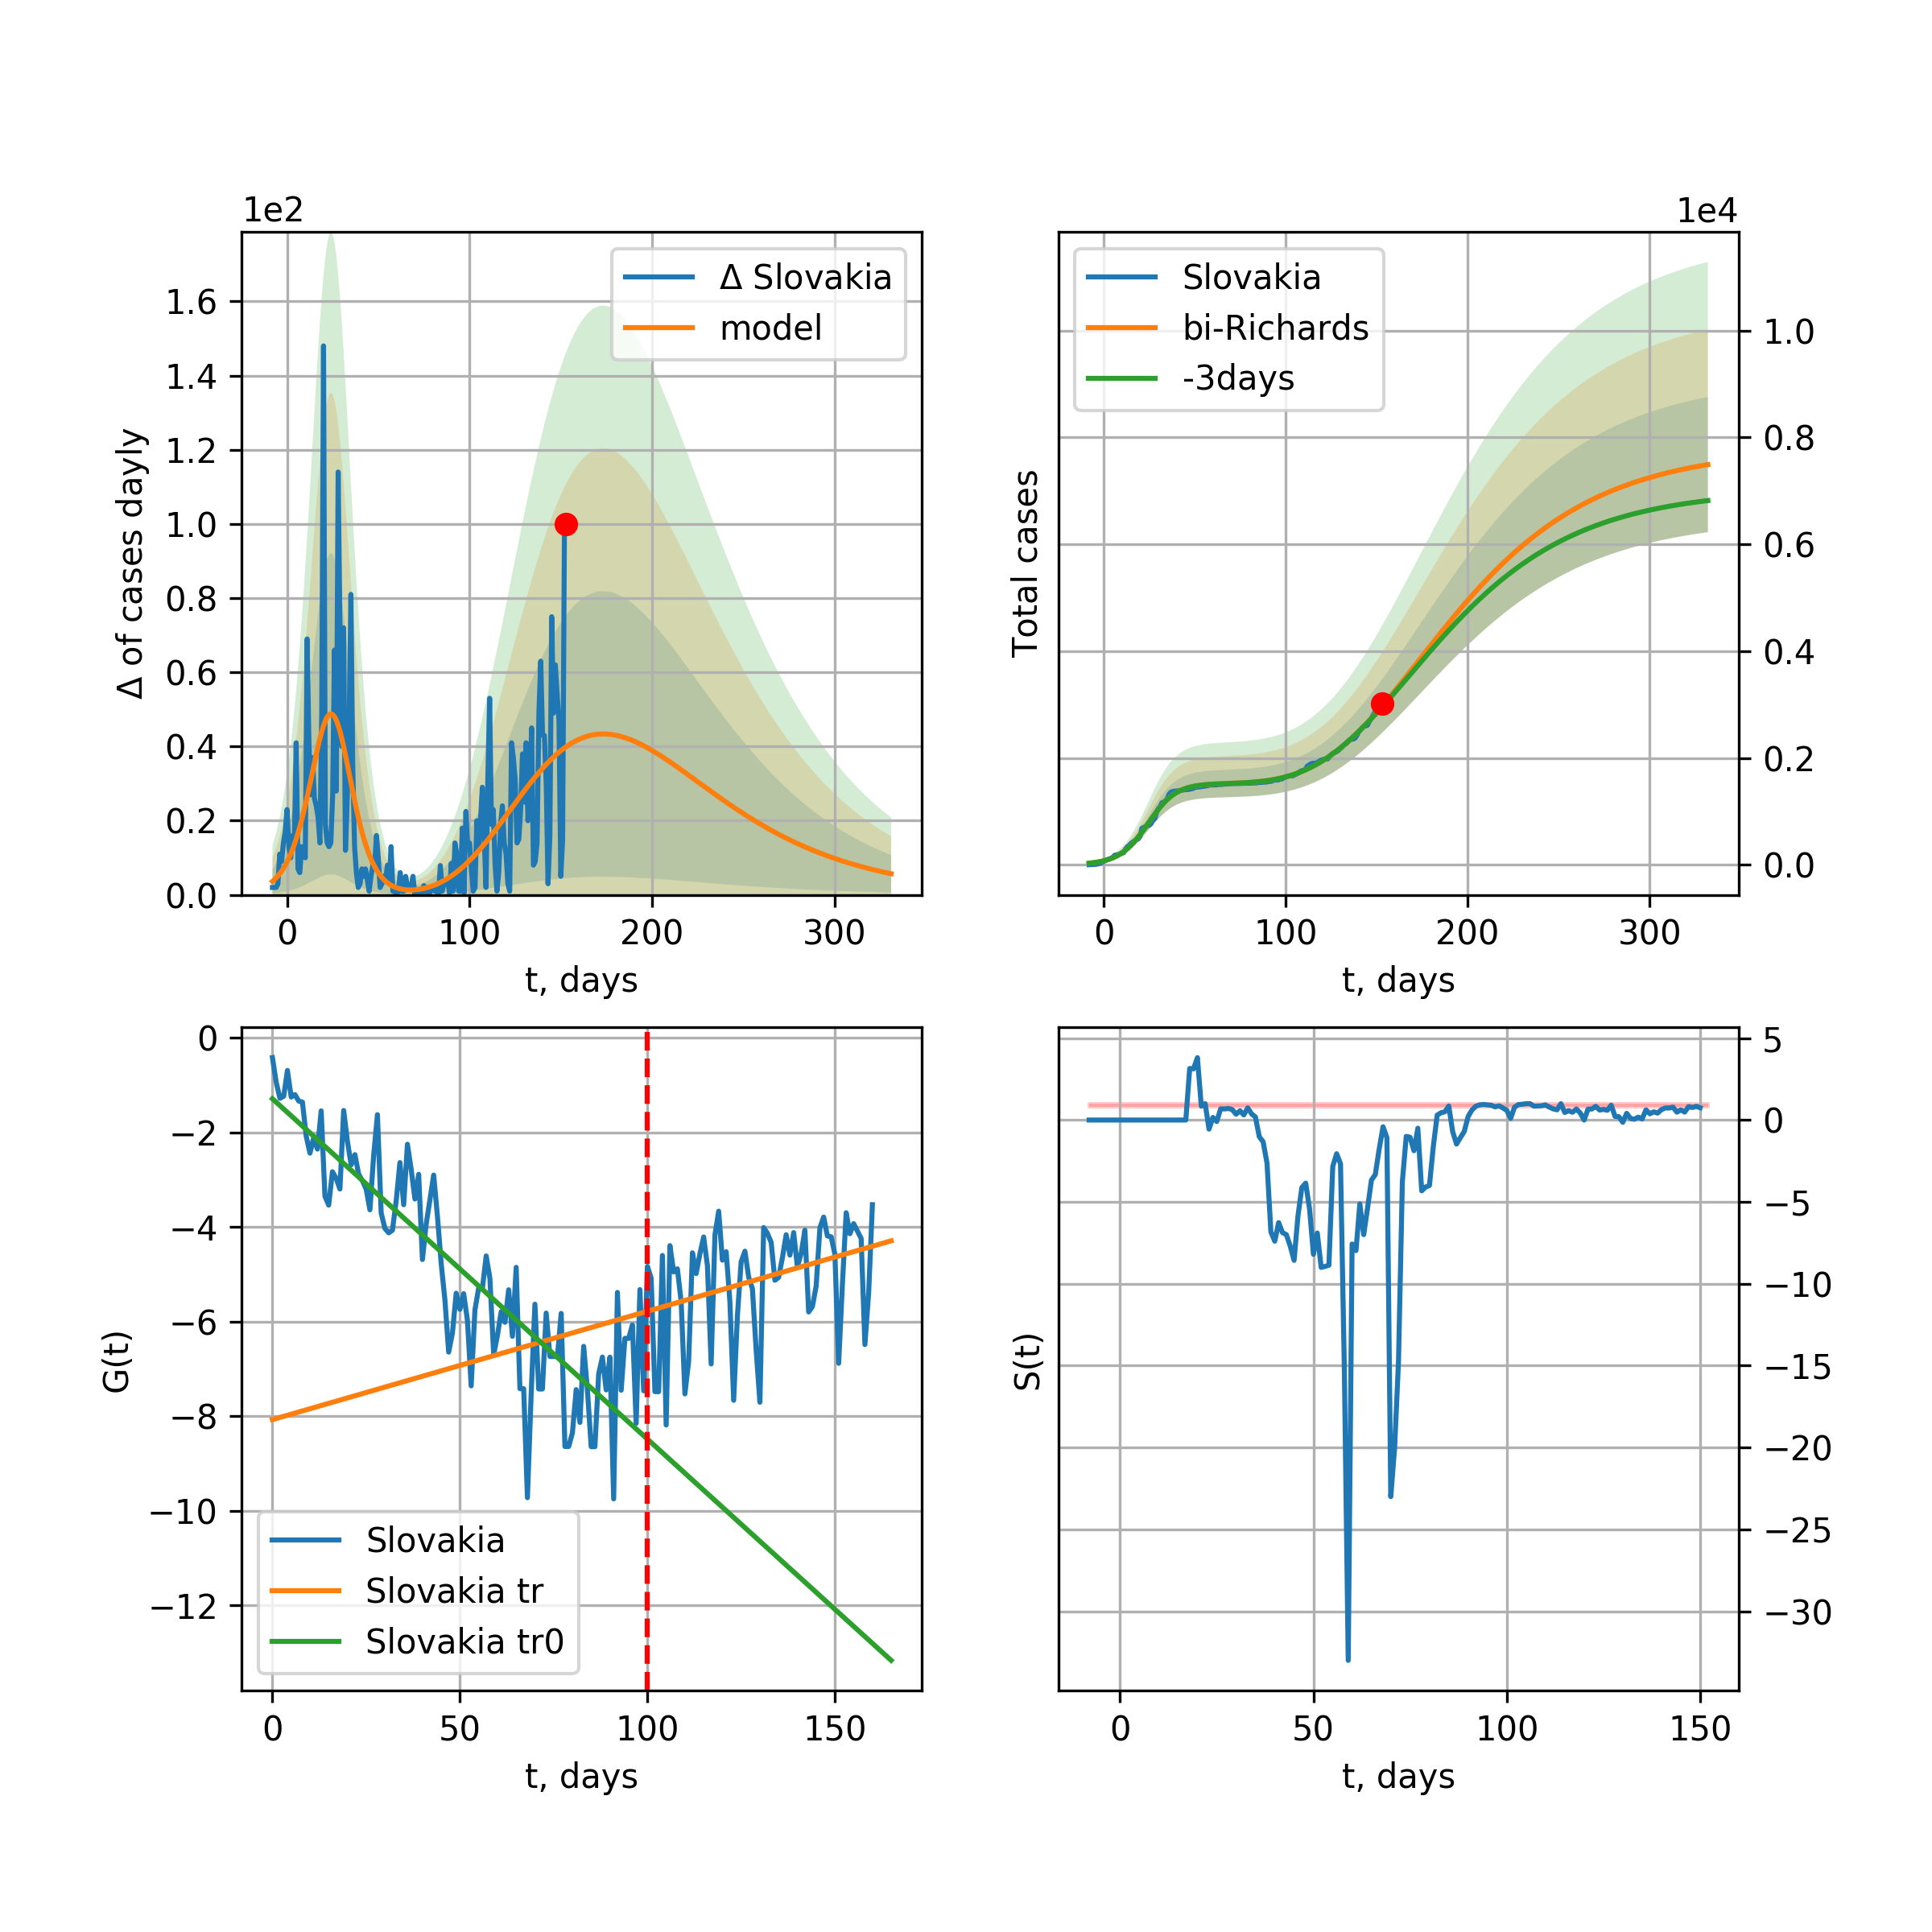 1e2
Δ Slovakia
model
1.6
1.4
1.2
1.0
0.8
0.6
0.4
0.2
0.0
Δ of cases dayly
0 100 200 300
t, days
1e4
Slovakia
bi-Richards
-3days
1.0
0.8
0.6
0.4
0.2
0.0
Total cases
0 100 200 300
t, days
0
−2
−4
−6
−8
−10
−12
G(t)
Slovakia
Slovakia tr
Slovakia tr0
0 50 100 150
t, days
5
0
−5
−10
−15
−20
−25
−30
S(t)
0 50 100 150
t, days